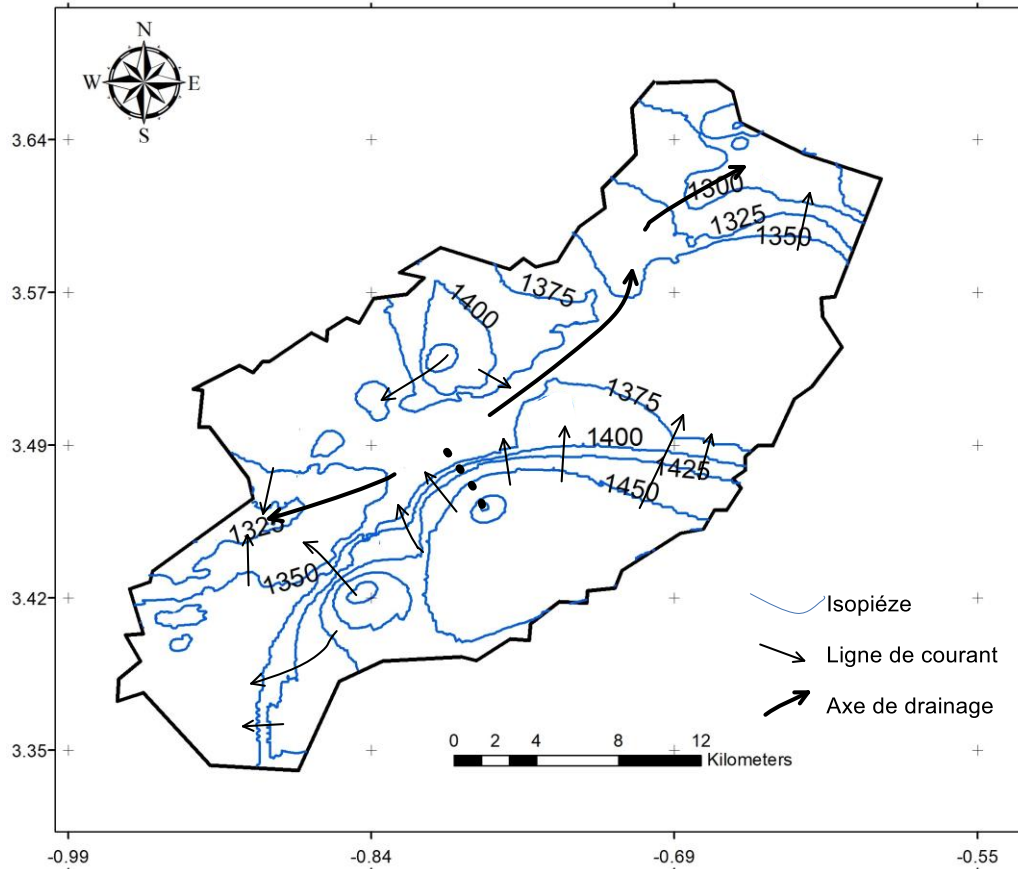 N
W E
S
3.64
3.57
3.49
3.42
3.35
1300
1325
1350
1375
1400
1375
1400
1425
1450
1325
1350
Isopiéze
Ligne de courant
Axe de drainage
0 2 4 8 12
Kilometers
-0.99 -0.84 -0.69 -0.55